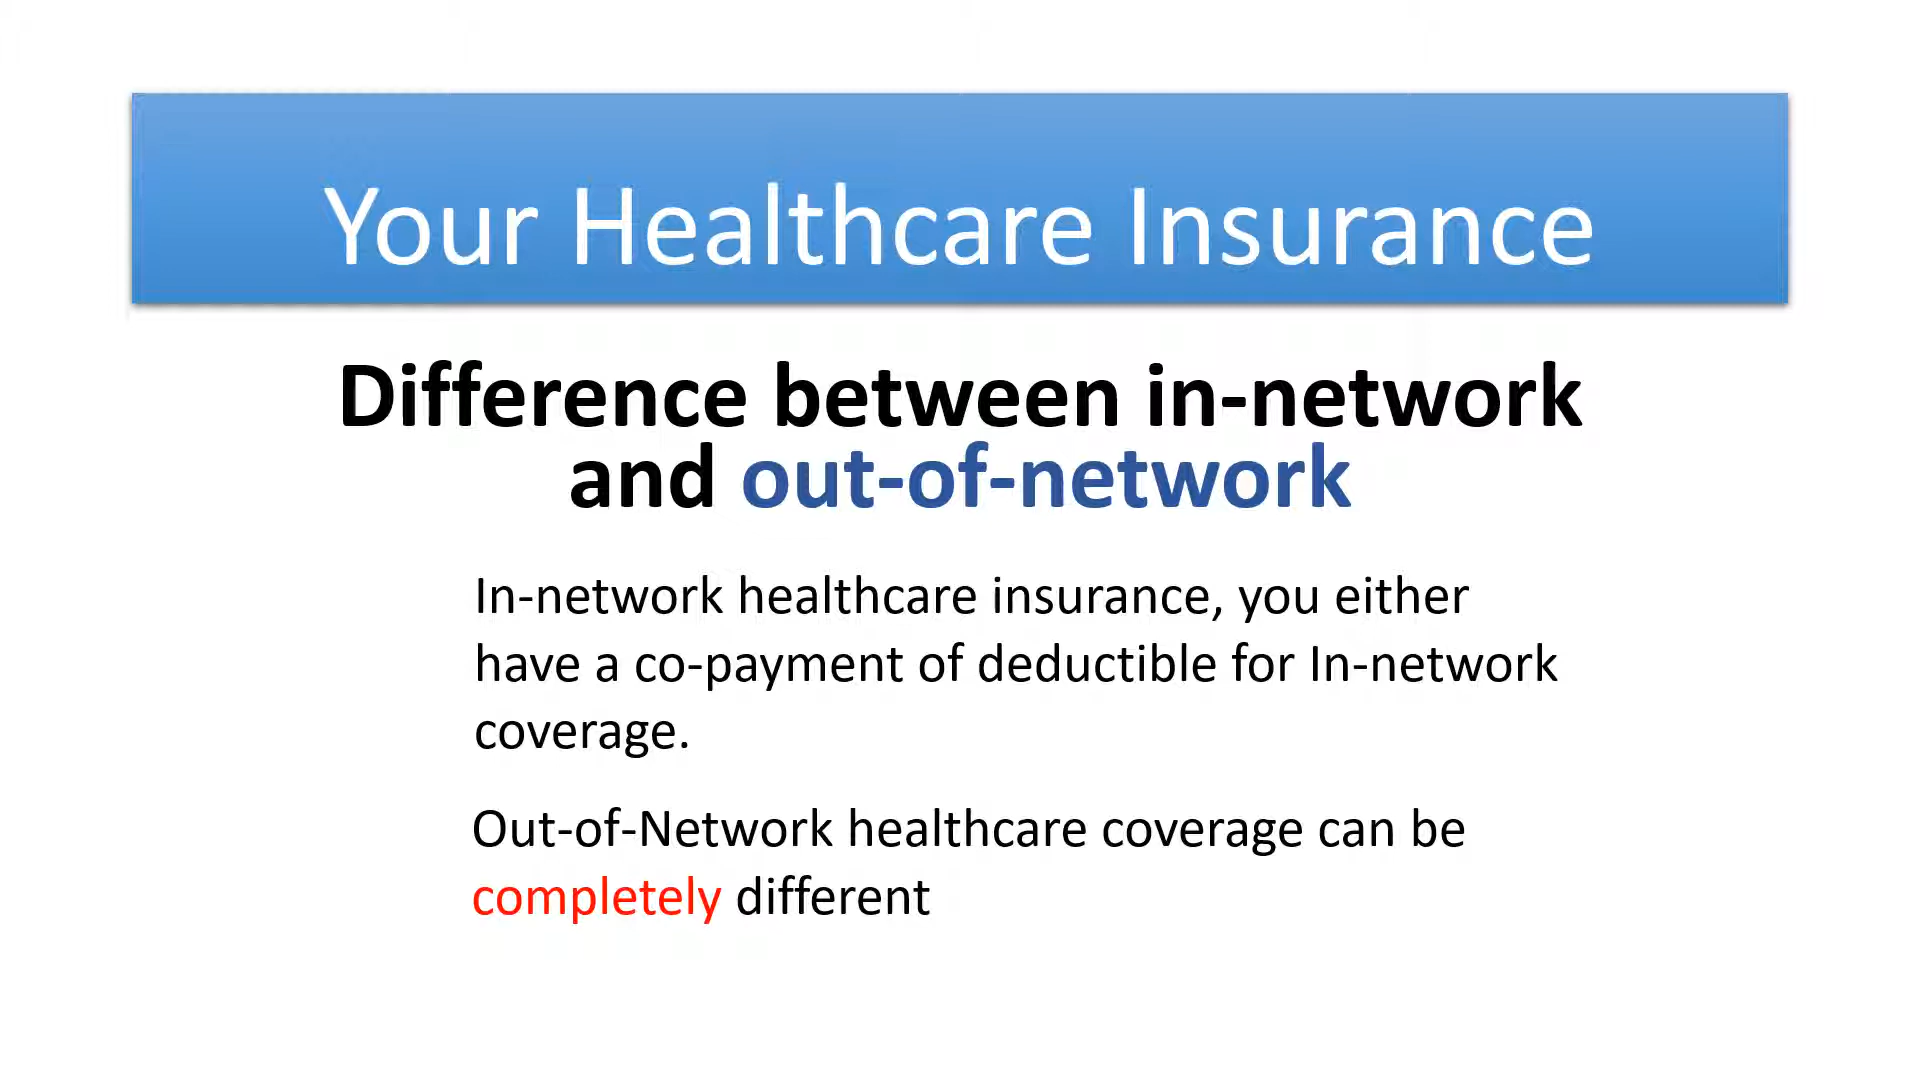 Your Healthcare Insurance
Difference between in-network
and out-of-network
In-network healthcare insurance, you either
have a co-payment of deductible for In-network
coverage.
Out-of-Network healthcare coverage can be
completely different